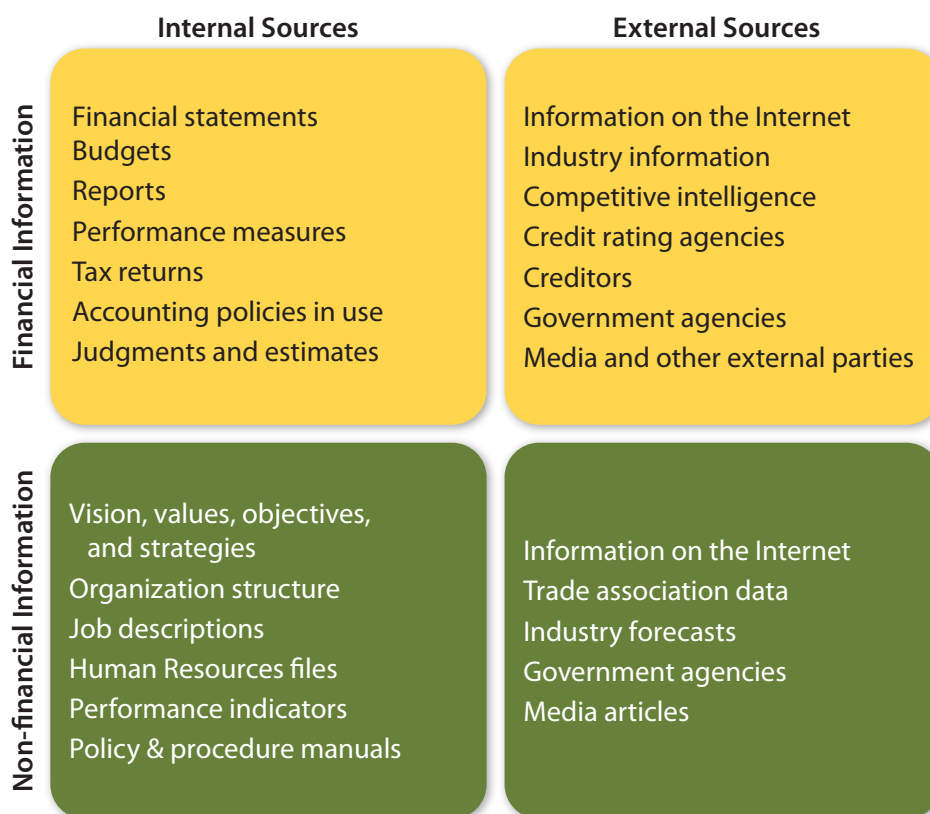 Internal Sources
External Sources
Financial Information
Financial statements
Budgets
Reports
Performance measures
Tax returns
Accounting policies in use
Judgments and estimates
Information on the Internet
Industry information
Competitive intelligence
Credit rating agencies
Creditors
Government agencies
Media and other external parties
Non-financial Information
Vision, values, objectives,
and strategies
Organization structure
Job descriptions
Human Resources files
Performance indicators
Policy & procedure manuals
Information on the Internet
Trade association data
Industry forecasts
Government agencies
Media articles